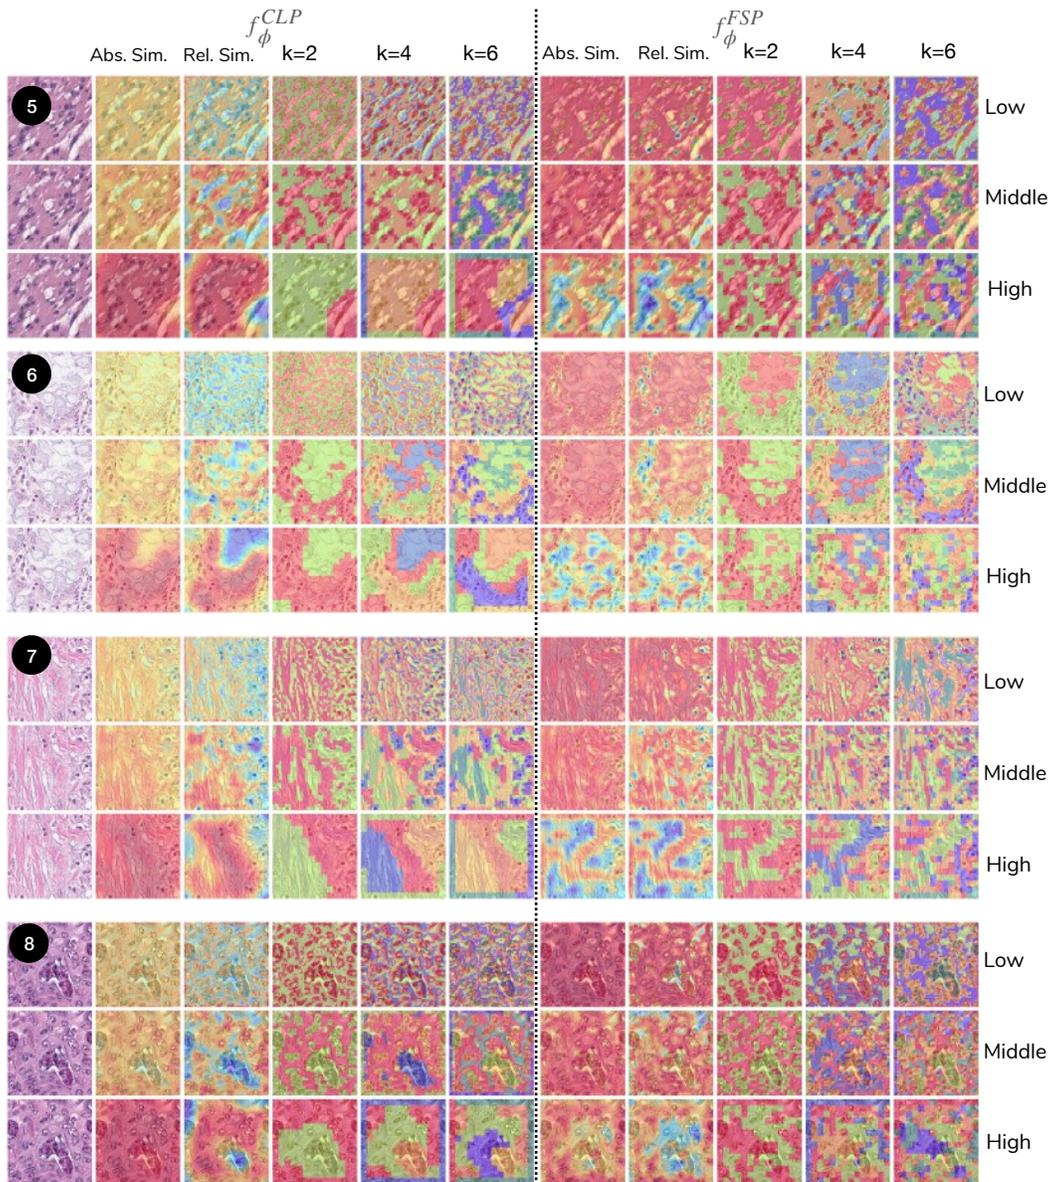 f_ϕ^{CLP} f_ϕ^{FSP}
Abs. Sim. Rel. Sim. k=2 k=4 k=6 Abs. Sim. Rel. Sim. k=2 k=4 k=6
5 Low
Middle
High
6 Low
Middle
High
7 Low
Middle
High
8 Low
Middle
High